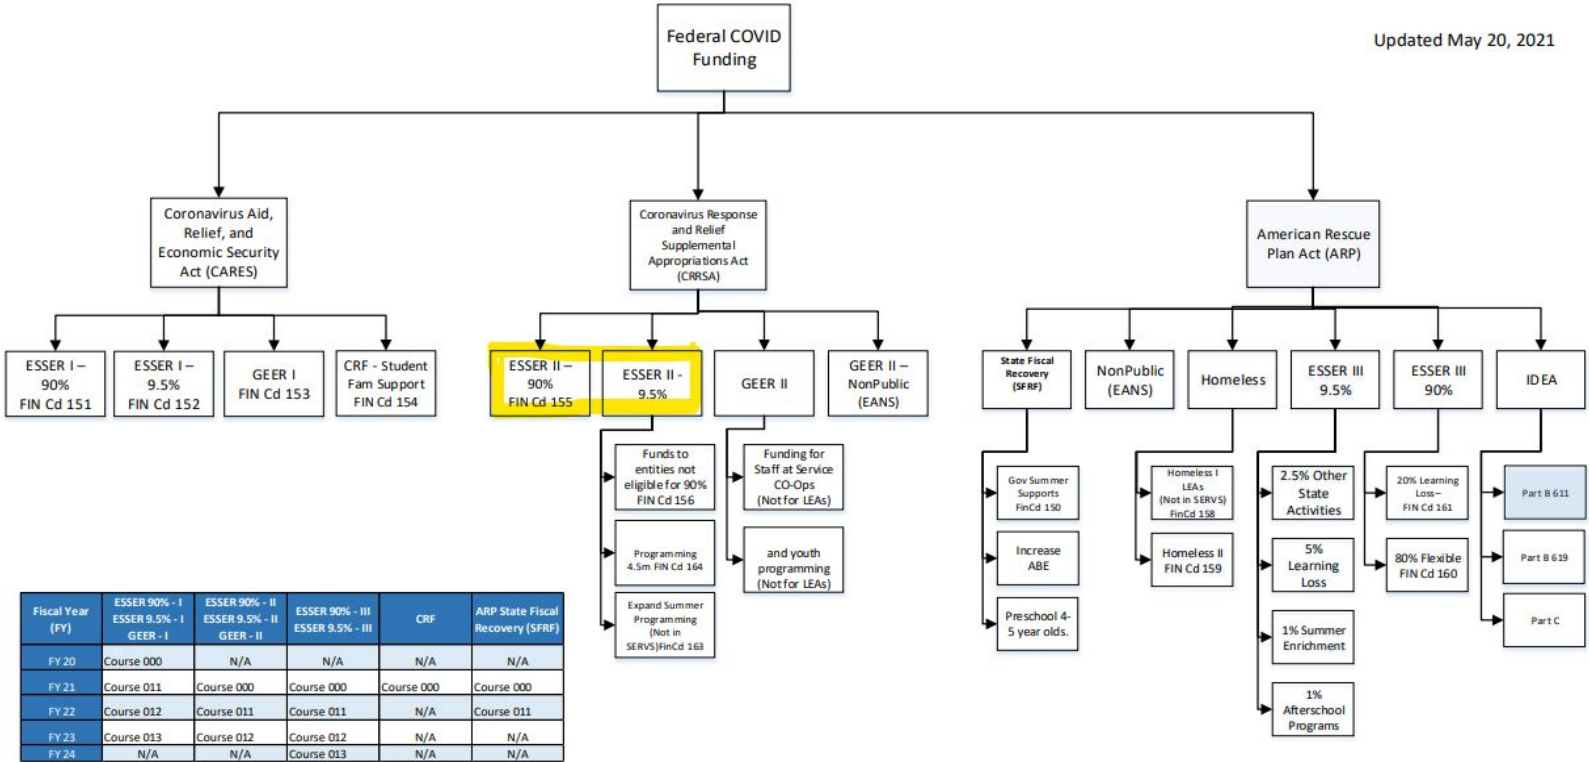 Federal COVID
Funding
Updated May 20, 2021
Coronavirus Aid,
Relief, and
Economic Security
Act (CARES)
Coronavirus Response
and Relief
Supplemental
Appropriations Act
(CRRSA)
American Rescue
Plan Act (ARP)
ESSER I –
90%
FIN Cd 151
ESSER I –
9.5%
FIN Cd 152
GEER I
FIN Cd 153
CRF - Student
Fam Support
FIN Cd 154
ESSER II –
90%
FIN Cd 155
ESSER II -
9.5%
GEER II
GEER II –
NonPublic
(EANS)
State Fiscal
Recovery
(SFRF)
NonPublic
(EANS)
Homeless
ESSER III
9.5%
ESSER III
90%
IDEA
Funds to
entities not
eligible for 90%
FIN Cd 156
Programming
4.5m FIN Cd 164
Expand Summer
Programming
(Not in
SERVS)FinCd 163
Funding for
Staff at Service
CO-Ops
(Not for LEAs)
and youth
programming
(Not for LEAs)
Gov Summer
Supports
FinCd 150
Increase
ABE
Preschool 4-
5 year olds.
Homeless I
LEAs
(Not in SERVS)
FinCd 158
Homeless II
FIN Cd 159
2.5% Other
State
Activities
5%
Learning
Loss
1% Summer
Enrichment
1%
Afterschool
Programs
20% Learning
Loss–
FIN Cd 161
80% Flexible
FIN Cd 160
Part B 611
Part B 619
Part C
Fiscal Year
(FY)
ESSER 90% - I
ESSER 9.5% - I
GEER - I
ESSER 90% - II
ESSER 9.5% - II
GEER - II
ESSER 90% - III
ESSER 9.5% - III
CRF
ARP State Fiscal
Recovery (SFRF)
FY 20 Course 000 N/A N/A N/A N/A
FY 21 Course 011 Course 000 Course 000 Course 000 Course 000
FY 22 Course 012 Course 011 Course 011 N/A Course 011
FY 23 Course 013 Course 012 Course 012 N/A N/A
FY 24 N/A N/A Course 013 N/A N/A